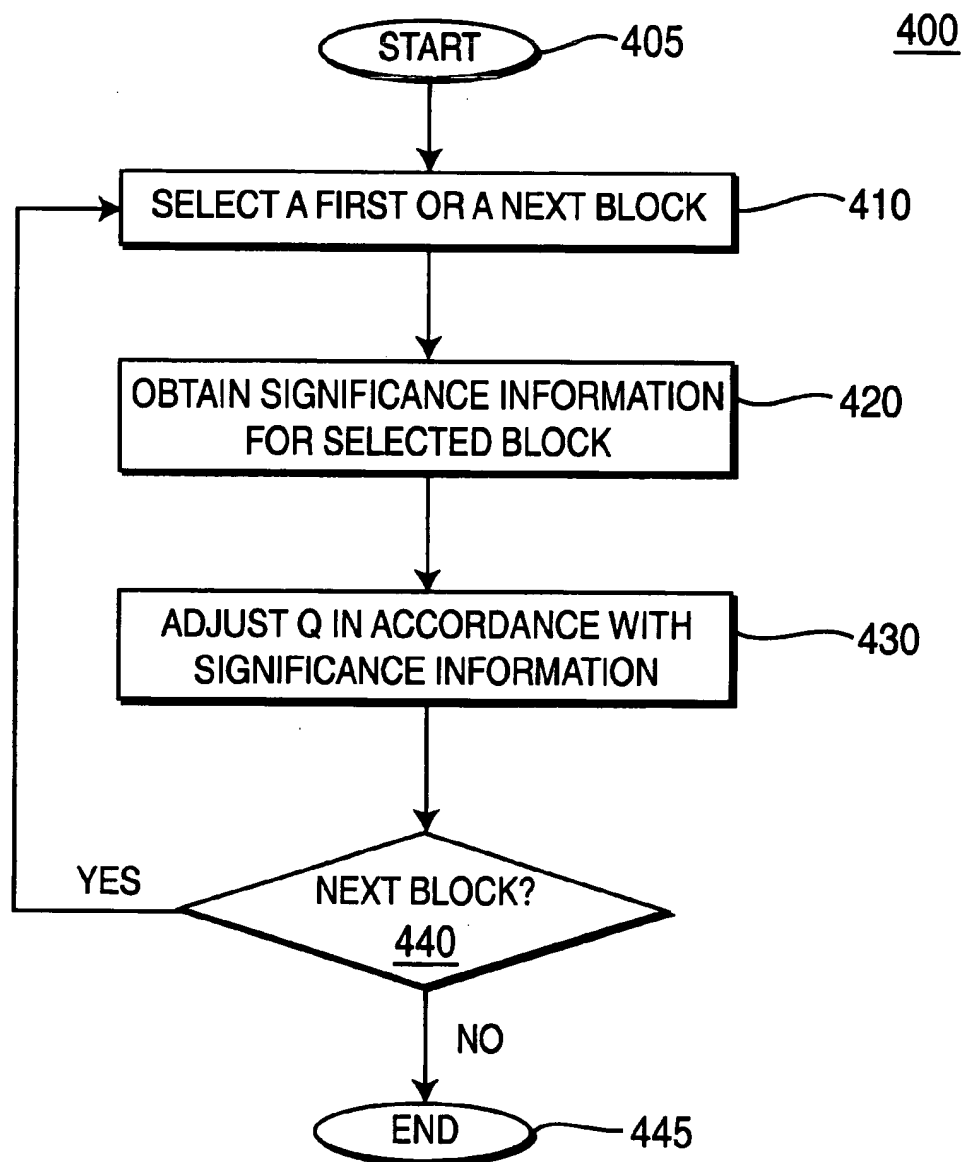 400
START
405
SELECT A FIRST OR A NEXT BLOCK
410
OBTAIN SIGNIFICANCE INFORMATION
FOR SELECTED BLOCK
420
ADJUST Q IN ACCORDANCE WITH
SIGNIFICANCE INFORMATION
430
YES
NEXT BLOCK?
440
NO
END
445